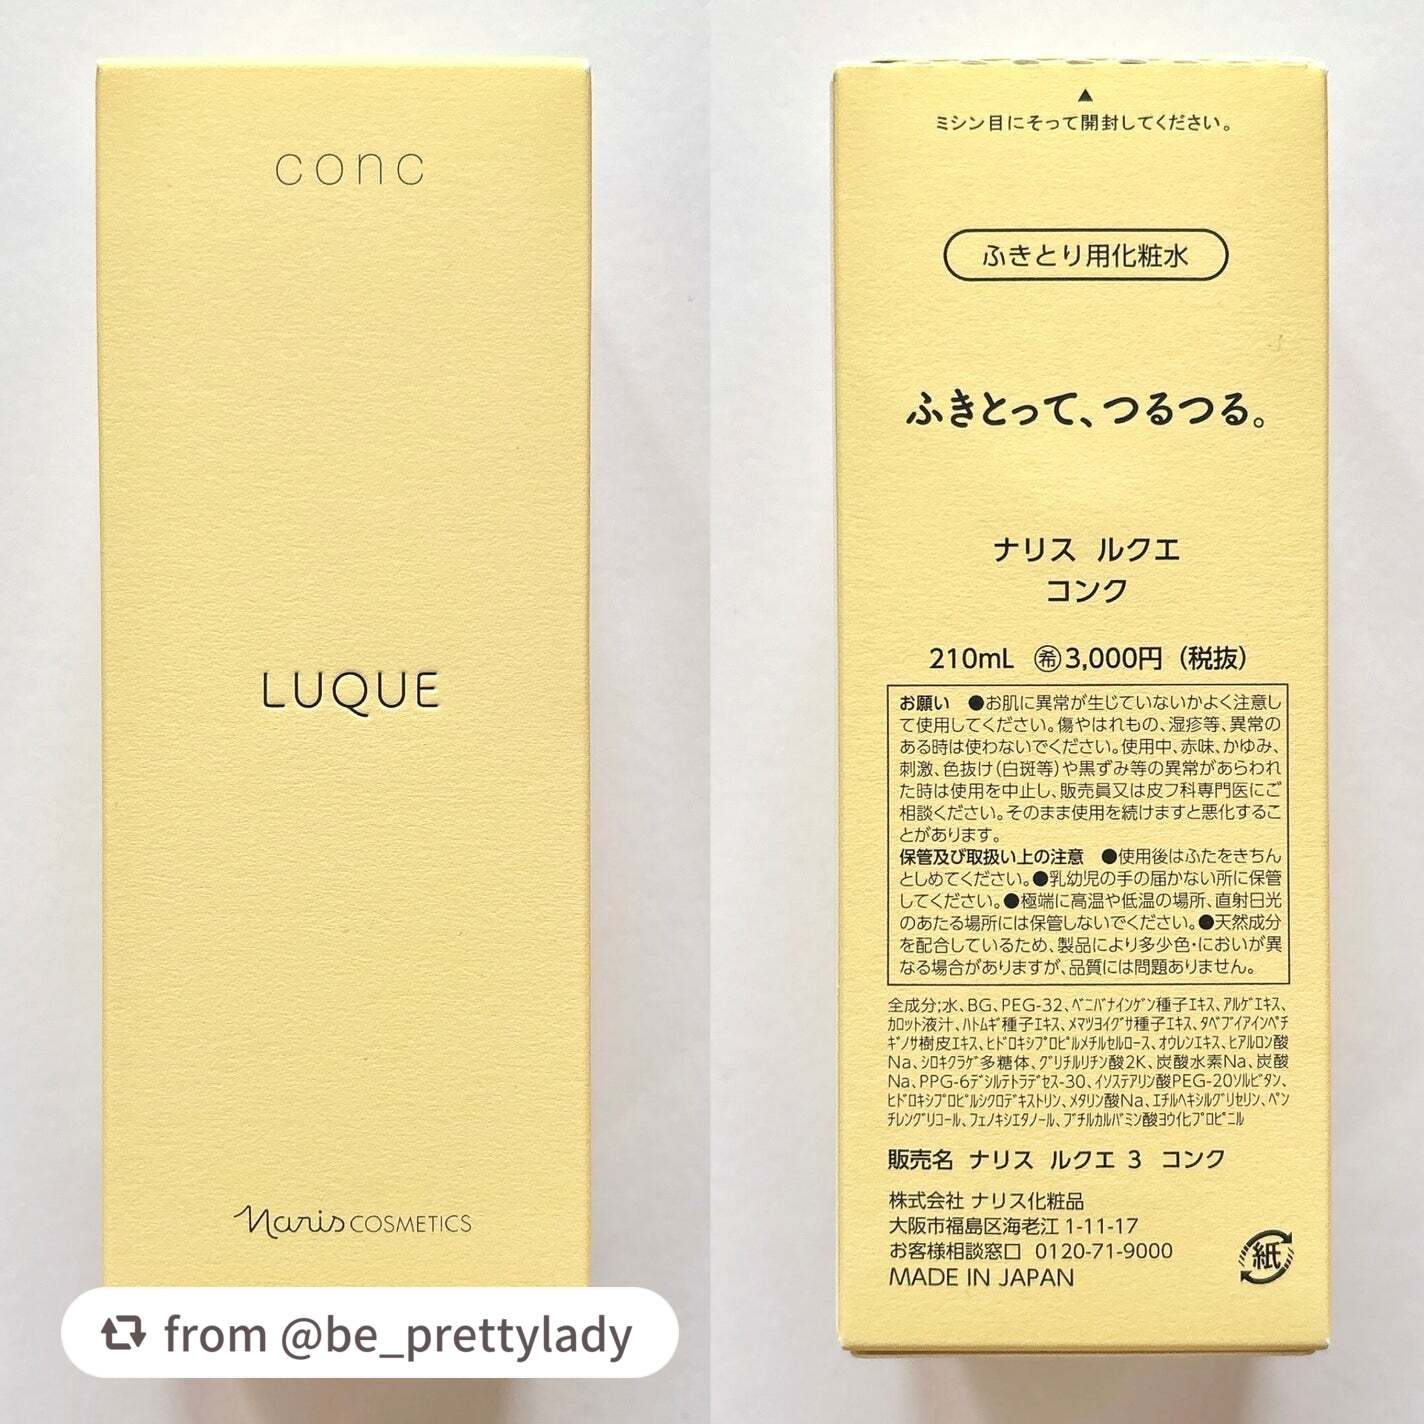 conc
LUQUE
Naris COSMETICS
from @be_prettylady
ミシン目にそって開封してください。
ふきとり用化粧水
ふきとって、つるつる。
ナリス ルクエ
コンク
210mL ㊕3,000円（税抜）
お願い ●お肌に異常が生じていないかよく注意し
て使用してください。傷やはれもの、湿疹等、異常の
ある時は使わないでください。使用中、赤味、かゆみ、
刺激、色抜け（白斑等）や黒ずみ等の異常があらわれ
た時は使用を中止し、販売員又は皮フ科専門医にご
相談ください。そのまま使用を続けますと悪化するこ
とがあります。
保管及び取扱い上の注意 ●使用後はふたをきちん
としめてください。●乳幼児の手の届かない所に保管
してください。●極端に高温や低温の場所、直射日光
のあたる場所には保管しないでください。●天然成分
を配合しているため、製品により多少色・においが異
なる場合がありますが、品質には問題ありません。
全成分;水、BG、PEG-32、ﾍﾞﾆﾊﾞﾅｲﾝｹﾞﾝ種子ｴｷｽ、ｱﾙｹﾞｴｷｽ、
ｶﾛｯﾄ液汁、ﾊﾄﾑｷﾞ種子ｴｷｽ、ﾒﾏﾂﾖｲｸﾞｻ種子ｴｷｽ、ﾀﾍﾞﾌﾞｲｱｲﾝﾍﾟﾁ
ｷﾞﾉｻ樹皮ｴｷｽ、ﾋﾄﾞﾛｷｼﾌﾟﾛﾋﾟﾙﾒﾁﾙｾﾙﾛｰｽ、ｵｳﾚﾝｴｷｽ、ﾋｱﾙﾛﾝ酸
Na、ｼﾛｷｸﾗｹﾞ多糖体、ｸﾞﾘﾁﾙﾘﾁﾝ酸2K、炭酸水素Na、炭酸
Na、PPG-6ﾃﾞｼﾙﾃﾄﾗﾃﾞｾｽ-30、ｲｿｽﾃｱﾘﾝ酸PEG-20ｿﾙﾋﾞﾀﾝ、
ﾋﾄﾞﾛｷｼﾌﾟﾛﾋﾟﾙｼｸﾛﾃﾞｷｽﾄﾘﾝ、ﾒﾀﾘﾝ酸Na、ｴﾁﾙﾍｷｼﾙｸﾞﾘｾﾘﾝ、ﾍﾟﾝ
ﾁﾚﾝｸﾞﾘｺｰﾙ、ﾌｪﾉｷｼｴﾀﾉｰﾙ、ﾌﾞﾁﾙｶﾙﾊﾞﾐﾝ酸ﾖｳ化ﾌﾟﾛﾋﾟﾆﾙ
販売名 ナリス ルクエ 3 コンク
株式会社 ナリス化粧品
大阪市福島区海老江 1-11-17
お客様相談窓口 0120-71-9000
MADE IN JAPAN
紙